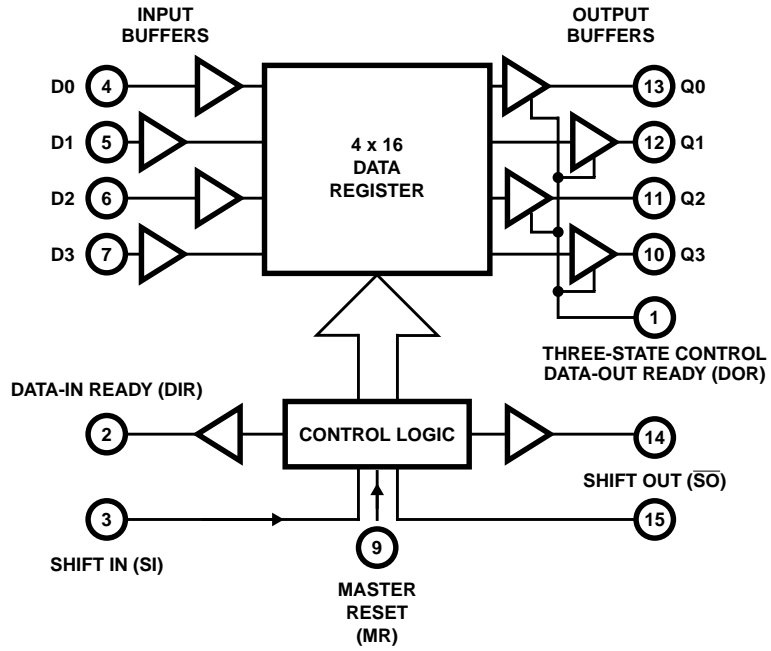 INPUT
BUFFERS
OUTPUT
BUFFERS
D0 4
13 Q0
D1 5
12 Q1
D2 6
11 Q2
D3 7
10 Q3
4 x 16
DATA
REGISTER
1
THREE-STATE CONTROL
DATA-OUT READY (DOR)
DATA-IN READY (DIR)
2
CONTROL LOGIC
14
SHIFT OUT (S̅O̅)
3
15
SHIFT IN (SI)
9
MASTER
RESET
(MR)